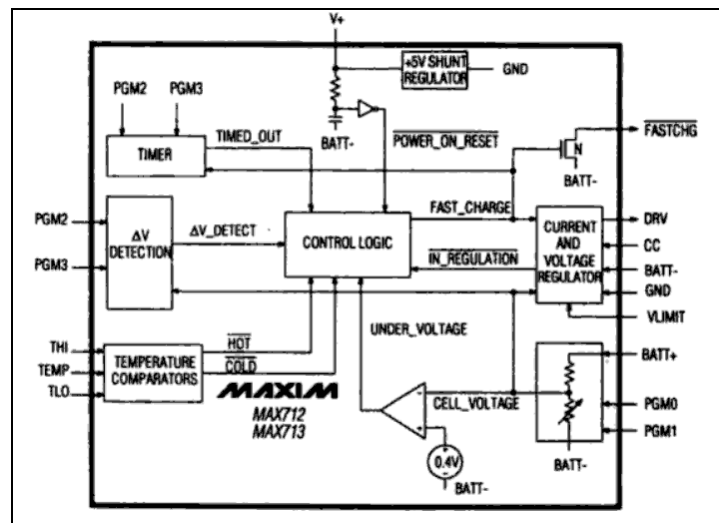 V+
+5V SHUNT
REGULATOR
GND
PGM2
PGM3
BATT-
TIMED_OUT
POWER_ON_RESET
FASTCHG
TIMER
N
BATT-
FAST_CHARGE
DRV
PGM2
ΔV
DETECTION
ΔV_DETECT
CONTROL LOGIC
CURRENT
AND
VOLTAGE
REGULATOR
CC
PGM3
IN_REGULATION
BATT-
GND
UNDER_VOLTAGE
VLIMIT
THI
TEMP
TLO
TEMPERATURE
COMPARATORS
HOT
COLD
BATT+
MAXIM
MAX712
MAX713
-
+
CELL_VOLTAGE
PGM0
PGM1
0.4V
+
-
BATT-
BATT-